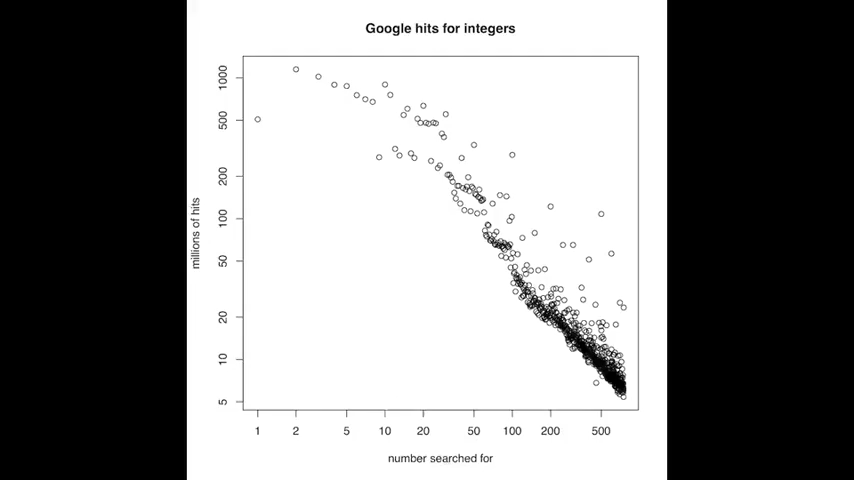 Google hits for integers
millions of hits
1000
500
200
100
50
20
10
5
1 2 5 10 20 50 100 200 500
number searched for